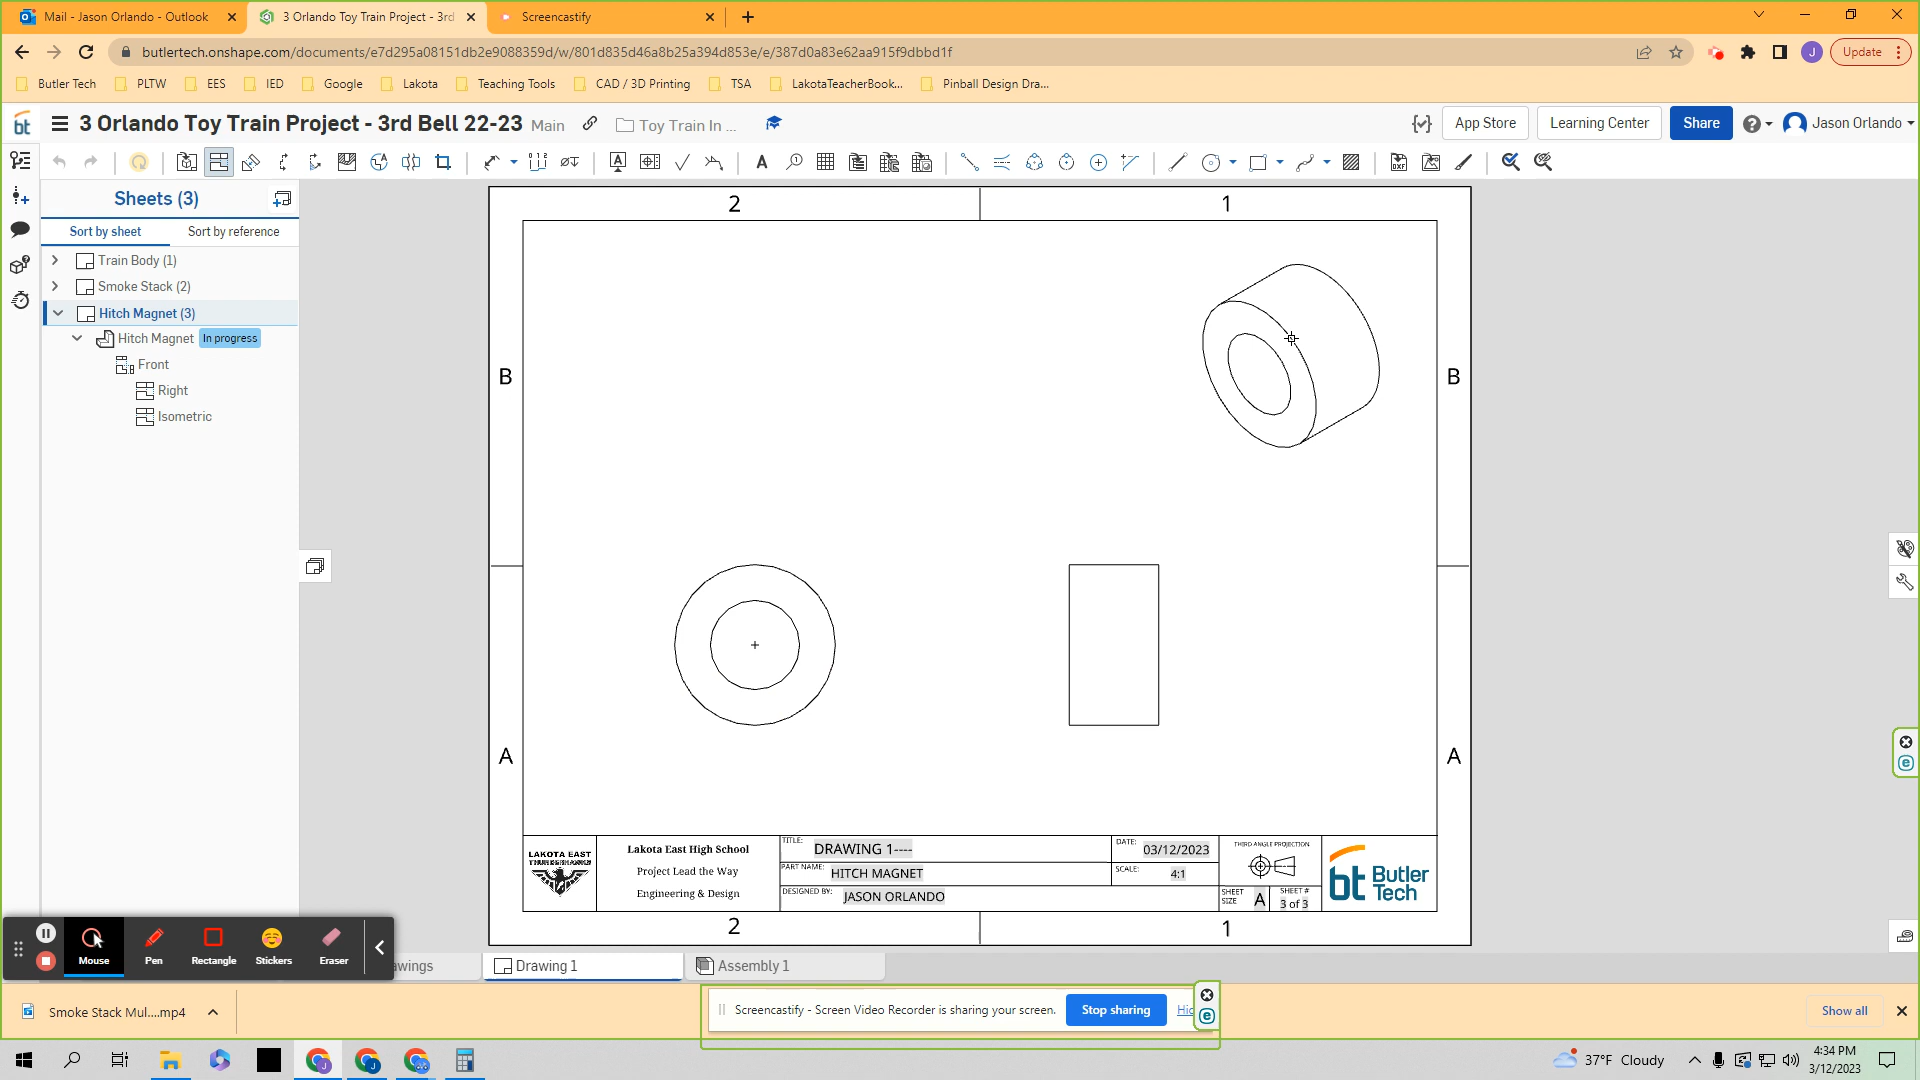 Mail - Jason Orlando - Outlook
3 Orlando Toy Train Project - 3rd
Screencastify
butlertech.onshape.com/documents/e7d295a08151db2e9088359d/w/801d835d46a8b25a394d853e/e/387d0a83e62aa915f9dbbd1f
J
Update
Butler Tech
PLTW
EES
IED
Google
Lakota
Teaching Tools
CAD / 3D Printing
TSA
LakotaTeacherBook...
Pinball Design Dra...
bt
3 Orlando Toy Train Project - 3rd Bell 22-23
Main
Toy Train In ...
App Store
Learning Center
Share
Jason Orlando
Sheets (3)
Sort by sheet
Sort by reference
Train Body (1)
Smoke Stack (2)
Hitch Magnet (3)
Hitch Magnet
In progress
Front
Right
Isometric
2
1
B
B
A
A
LAKOTA EAST
THUNDERHAWKS
Lakota East High School
Project Lead the Way
Engineering & Design
TITLE:
DRAWING 1----
PART NAME:
HITCH MAGNET
DESIGNED BY:
JASON ORLANDO
DATE:
03/12/2023
SCALE:
4:1
THIRD ANGLE PROJECTION
SHEET SIZE
A
SHEET #
3 of 3
bt Butler Tech
2
1
Mouse
Pen
Rectangle
Stickers
Eraser
awings
Drawing 1
Assembly 1
Smoke Stack Mul....mp4
Screencastify - Screen Video Recorder is sharing your screen.
Stop sharing
Hid
Show all
37°F Cloudy
4:34 PM
3/12/2023